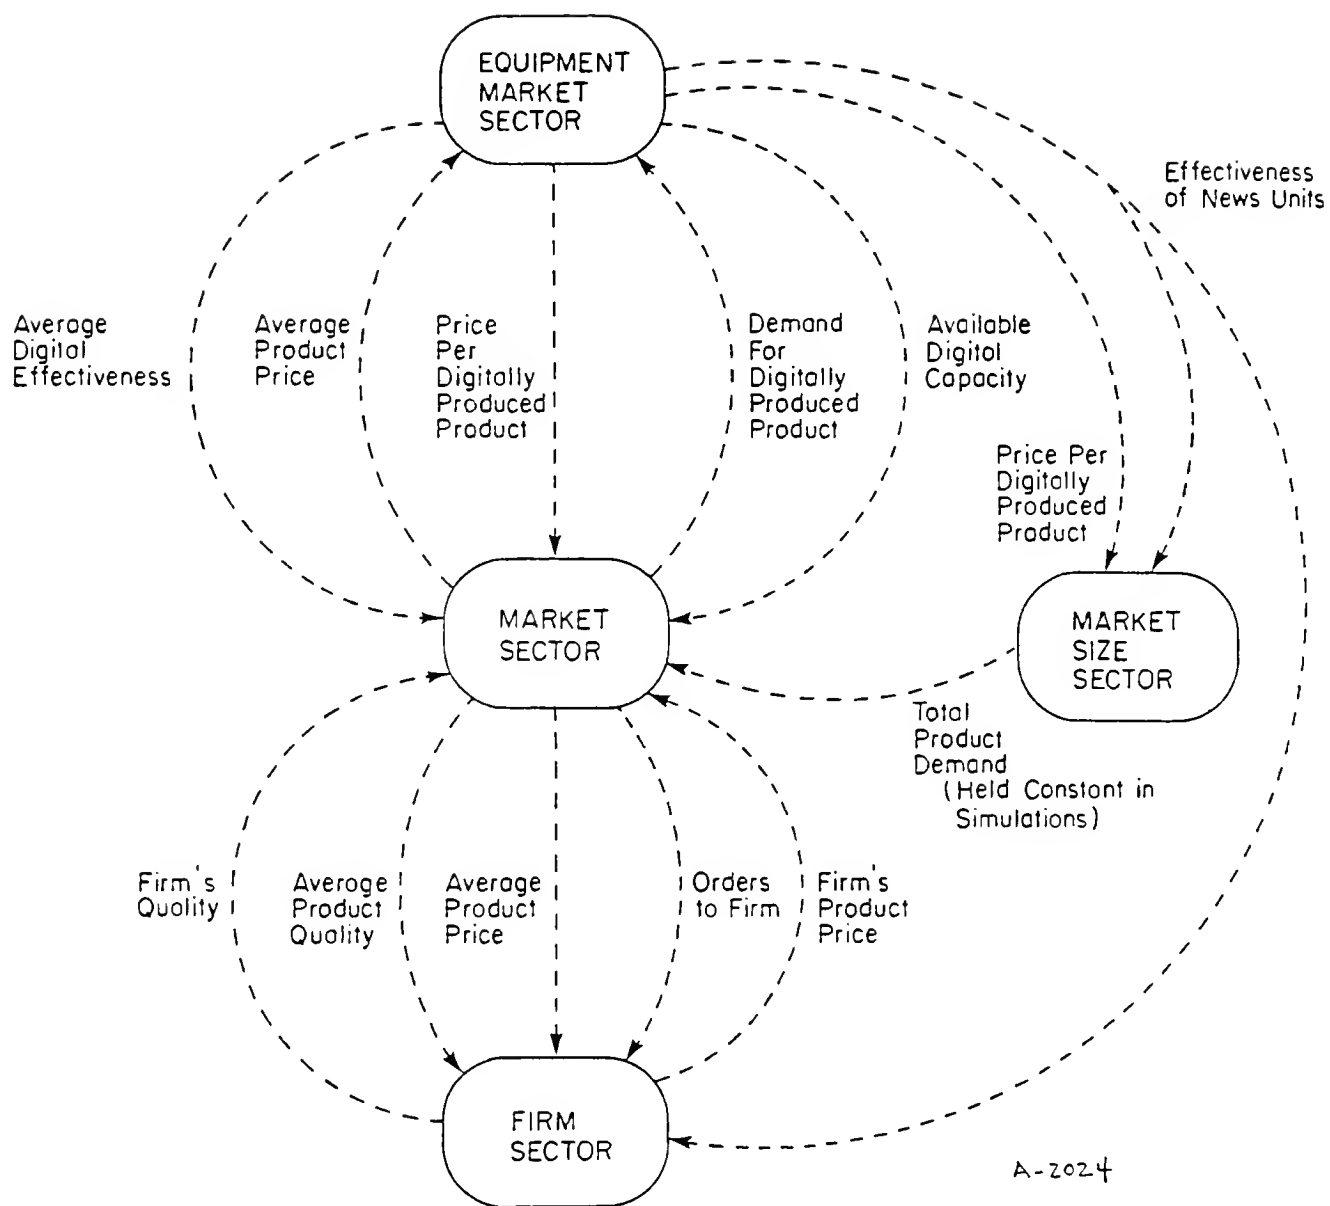 EQUIPMENT
MARKET
SECTOR
Effectiveness
of News Units
Average
Digital
Effectiveness
Average
Product
Price
Price
Per
Digitally
Produced
Product
Demand
For
Digitally
Produced
Product
Available
Digital
Capacity
Price Per
Digitally
Produced
Product
MARKET
SECTOR
MARKET
SIZE
SECTOR
Total
Product
Demand
(Held Constant in
Simulations)
Firm's
Quality
Average
Product
Quality
Average
Product
Price
Orders
to Firm
Firm's
Product
Price
FIRM
SECTOR
A-2024